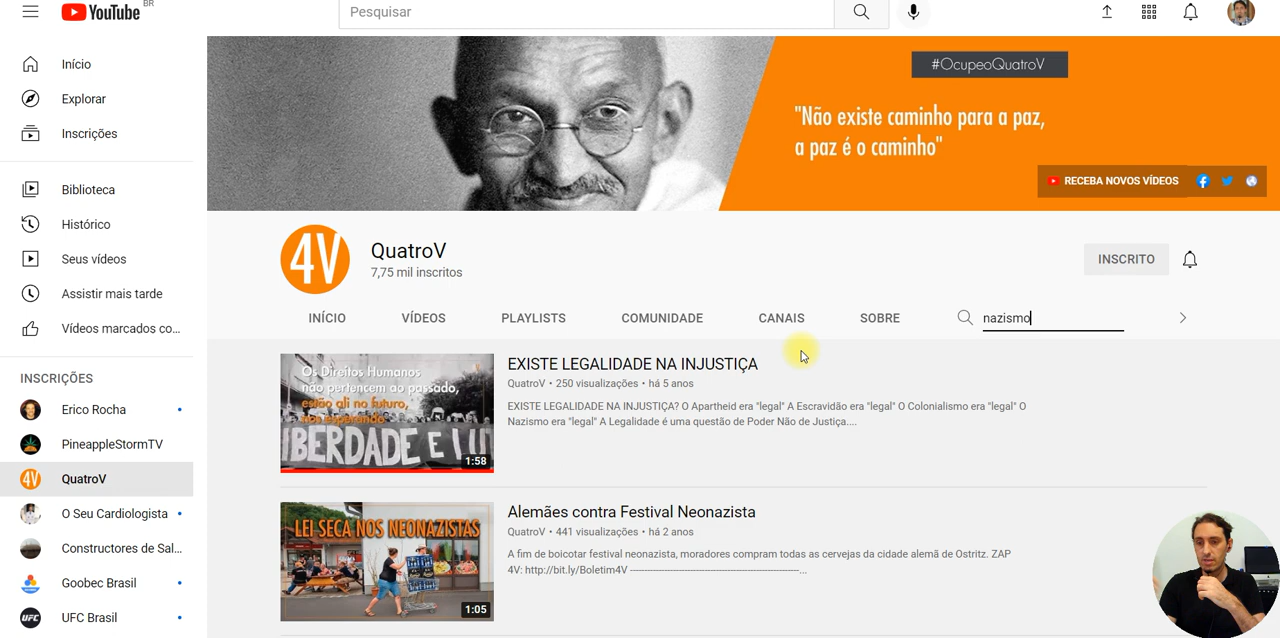 YouTube BR
Pesquisar
Início
Explorar
Inscrições
Biblioteca
Histórico
Seus vídeos
Assistir mais tarde
Vídeos marcados co...
INSCRIÇÕES
Erico Rocha
PineappleStormTV
QuatroV
O Seu Cardiologista
Constructores de Sal...
Goobec Brasil
UFC Brasil
#OcupeoQuatroV
"Não existe caminho para a paz,
a paz é o caminho"
RECEBA NOVOS VÍDEOS
4V
QuatroV
7,75 mil inscritos
INSCRITO
INÍCIO
VÍDEOS
PLAYLISTS
COMUNIDADE
CANAIS
SOBRE
nazismo
Os Direitos Humanos
não pertencem ao passado,
estão ali no futuro,
nos esperando
IBERDADE E LU
1:58
EXISTE LEGALIDADE NA INJUSTIÇA
QuatroV • 250 visualizações • há 5 anos
EXISTE LEGALIDADE NA INJUSTIÇA? O Apartheid era "legal" A Escravidão era "legal" O Colonialismo era "legal" O
Nazismo era "legal" A Legalidade é uma questão de Poder Não de Justiça....
LEI SECA NOS NEONAZISTAS
1:05
Alemães contra Festival Neonazista
QuatroV • 441 visualizações • há 2 anos
A fim de boicotar festival neonazista, moradores compram todas as cervejas da cidade alemã de Ostritz. ZAP
4V: http://bit.ly/Boletim4V ----------------------------------------------------...
4V
UFC